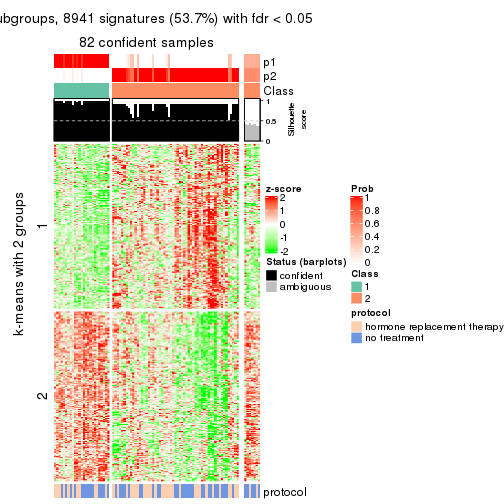 ubgroups, 8941 signatures (53.7%) with fdr < 0.05
82 confident samples
p1
p2
Class
1
0.5
0
Silhouette
score
k-means with 2 groups
1
2
z-score
2
1
0
-1
-2
Status (barplots)
confident
ambiguous
Prob
1
0.8
0.6
0.4
0.2
0
Class
1
2
protocol
hormone replacement therapy
no treatment
protocol